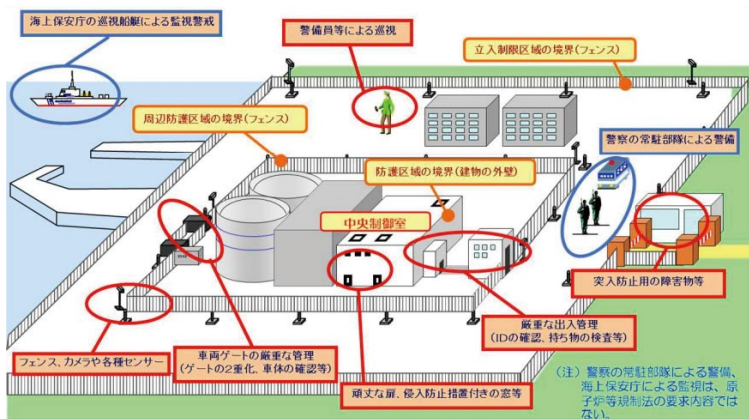 海上保安庁の巡視船艇による監視警戒
警備員等による巡視
立入制限区域の境界(フェンス)
周辺防護区域の境界(フェンス)
警察の常駐部隊による警備
防護区域の境界(建物の外壁)
中央制御室
突入防止用の障害物等
厳重な出入管理
(IDの確認、持ち物の検査等)
フェンス、カメラや各種センサー
車両ゲートの厳重な管理
(ゲートの2重化、車体の確認等)
頑丈な扉、侵入防止措置付きの窓等
(注) 警察の常駐部隊による警備、
海上保安庁による監視は、原
子炉等規制法の要求内容では
ない。